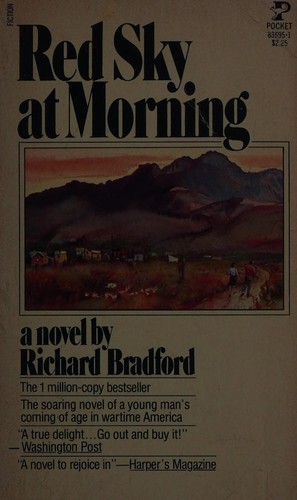 FICTION
POCKET
83895-1
$2.25
Red Sky
at Morning
a novel by
Richard Bradford
The 1 million-copy bestseller
The soaring novel of a young man's
coming of age in wartime America
"A true delight...Go out and buy it!"
—Washington Post
"A novel to rejoice in"—Harper's Magazine